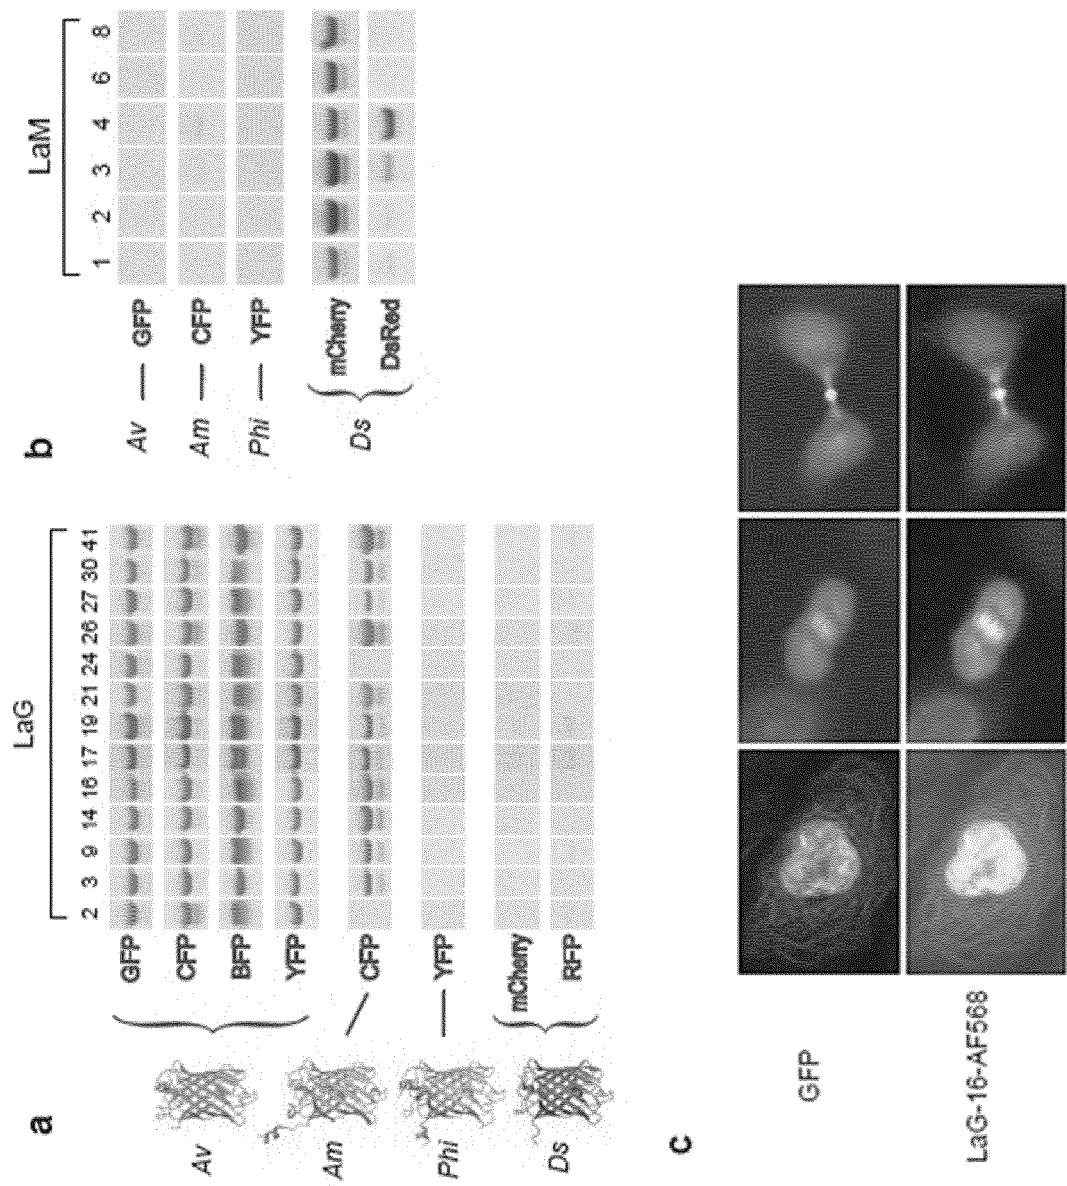 a
LaG
2 3 9 14 16 17 19 21 24 26 27 30 41
Av
GFP
CFP
BFP
YFP
Am
CFP
Phi
YFP
Ds
mCherry
RFP
b
LaM
1 2 3 4 6 8
Av GFP
Am CFP
Phi YFP
Ds
mCherry
DsRed
c
GFP
LaG-16-AF568